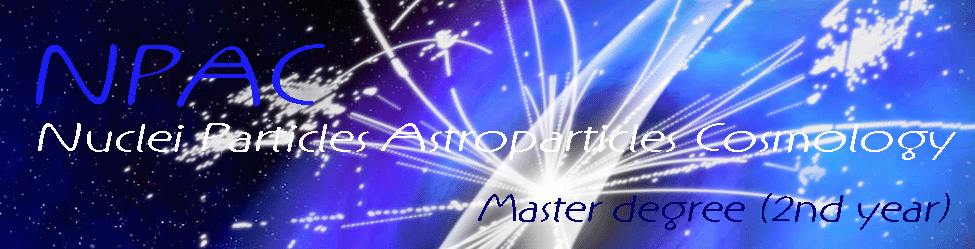 NPAC
Nuclei Particles Astroparticles Cosmology
Master degree (2nd year)